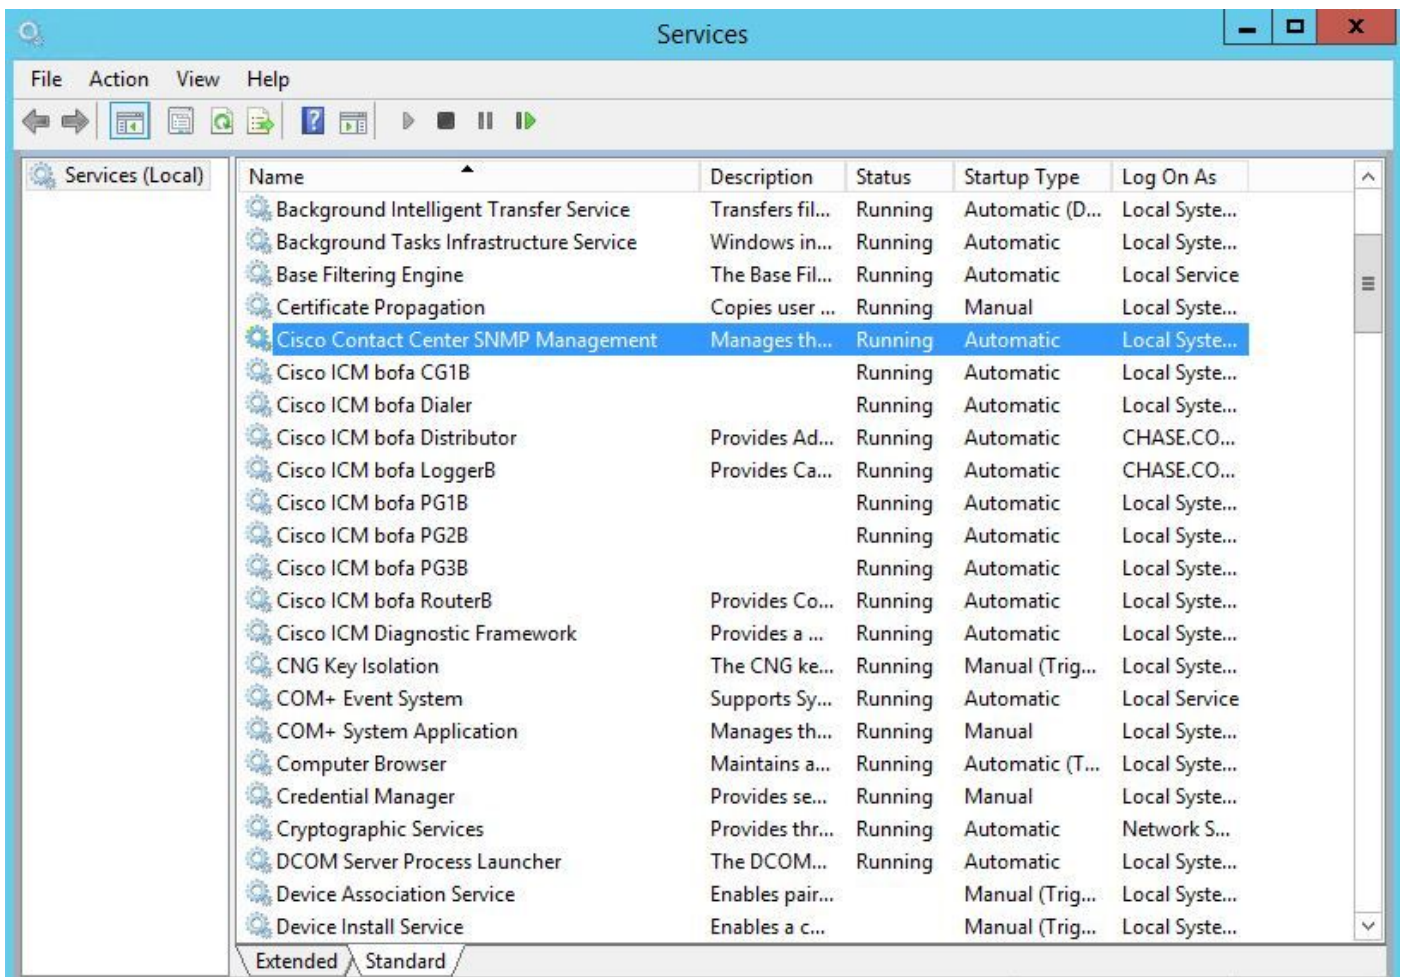 Services
X
File Action View Help
?
Services (Local)
Name Description Status Startup Type Log On As
Background Intelligent Transfer Service Transfers fil... Running Automatic (D... Local Syste...
Background Tasks Infrastructure Service Windows in... Running Automatic Local Syste...
Base Filtering Engine The Base Fil... Running Automatic Local Service
Certificate Propagation Copies user ... Running Manual Local Syste...
Cisco Contact Center SNMP Management Manages th... Running Automatic Local Syste...
Cisco ICM bofa CG1B Running Automatic Local Syste...
Cisco ICM bofa Dialer Running Automatic Local Syste...
Cisco ICM bofa Distributor Provides Ad... Running Automatic CHASE.CO...
Cisco ICM bofa LoggerB Provides Ca... Running Automatic CHASE.CO...
Cisco ICM bofa PG1B Running Automatic Local Syste...
Cisco ICM bofa PG2B Running Automatic Local Syste...
Cisco ICM bofa PG3B Running Automatic Local Syste...
Cisco ICM bofa RouterB Provides Co... Running Automatic Local Syste...
Cisco ICM Diagnostic Framework Provides a ... Running Automatic Local Syste...
CNG Key Isolation The CNG ke... Running Manual (Trig... Local Syste...
COM+ Event System Supports Sy... Running Automatic Local Service
COM+ System Application Manages th... Running Manual Local Syste...
Computer Browser Maintains a... Running Automatic (T... Local Syste...
Credential Manager Provides se... Running Manual Local Syste...
Cryptographic Services Provides thr... Running Automatic Network S...
DCOM Server Process Launcher The DCOM... Running Automatic Local Syste...
Device Association Service Enables pair... Manual (Trig... Local Syste...
Device Install Service Enables a c... Manual (Trig... Local Syste...
Extended Standard